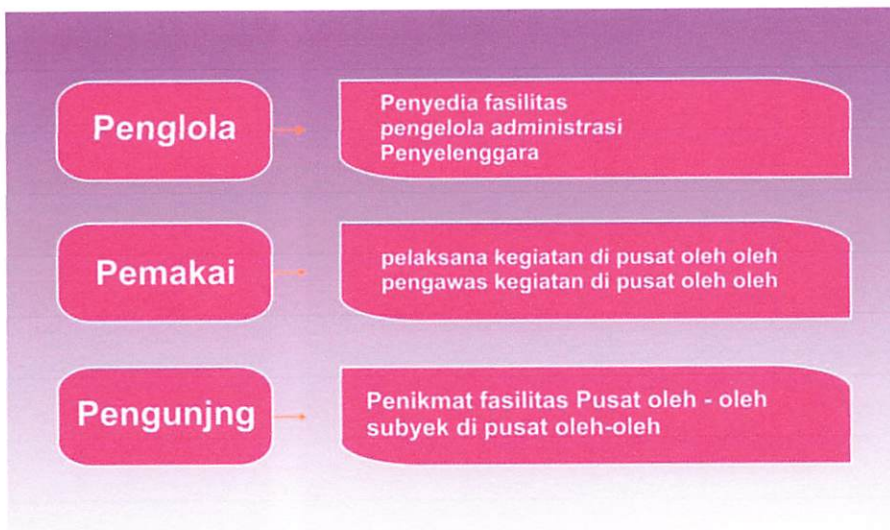 Penglola
Penyedia fasilitas
pengelola administrasi
Penyelenggara
Pemakai
pelaksana kegiatan di pusat oleh oleh
pengawas kegiatan di pusat oleh oleh
Pengunjng
Penikmat fasilitas Pusat oleh - oleh
subyek di pusat oleh-oleh